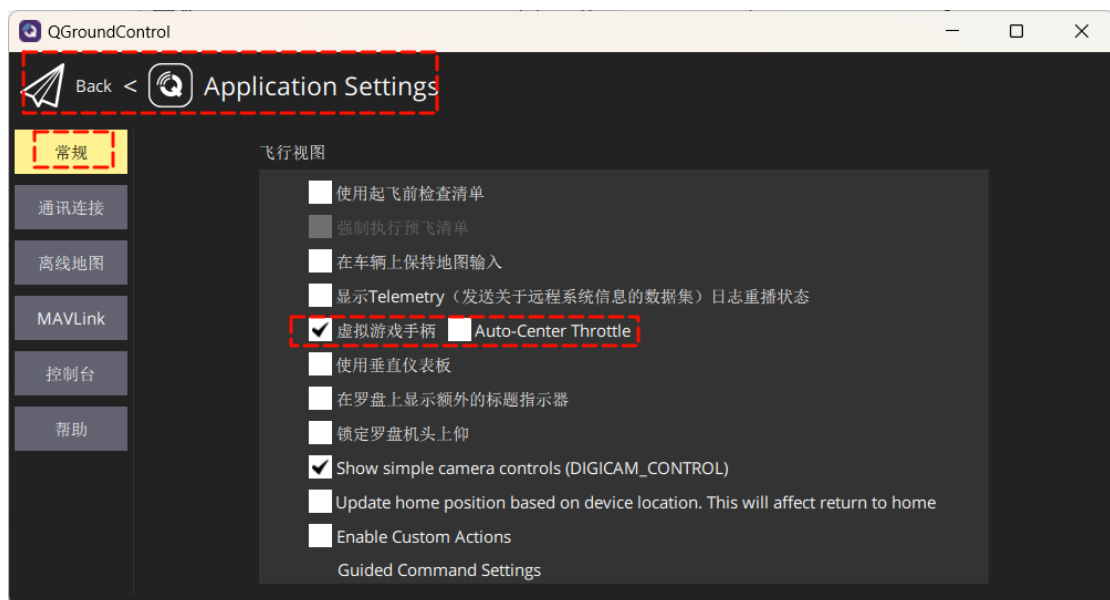 QGroundControl
Back < Application Settings
常规
通讯连接
离线地图
MAVLink
控制台
帮助
飞行视图
使用起飞前检查清单
强制执行预飞清单
在车辆上保持地图输入
显示Telemetry（发送关于远程系统信息的数据集）日志重播状态
虚拟游戏手柄 Auto-Center Throttle
使用垂直仪表板
在罗盘上显示额外的标题指示器
锁定罗盘机头上仰
Show simple camera controls (DIGICAM_CONTROL)
Update home position based on device location. This will affect return to home
Enable Custom Actions
Guided Command Settings